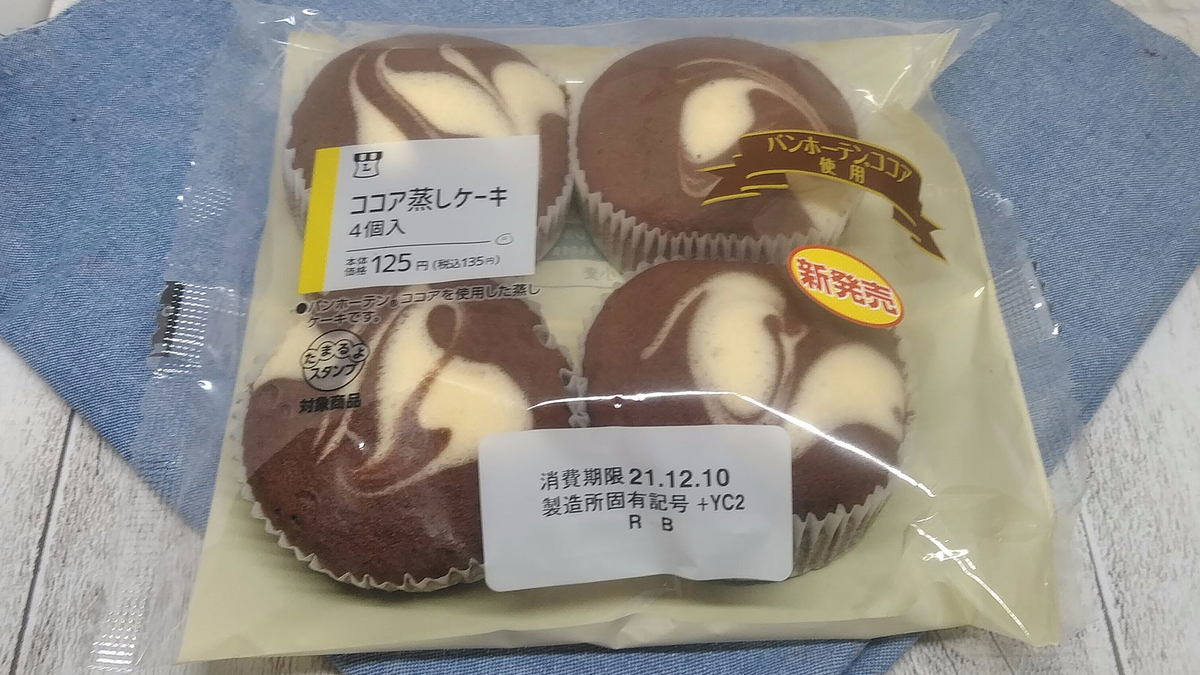 L
ココア蒸しケーキ
4個入
本体価格 125円(税込135円)
●バンホーテン®ココアを使用した蒸し
ケーキです。
たまるよ
スタンプ
対象商品
バンホーテン®ココア
使用
新発売
消費期限 21.12.10
製造所固有記号 +YC2
R B